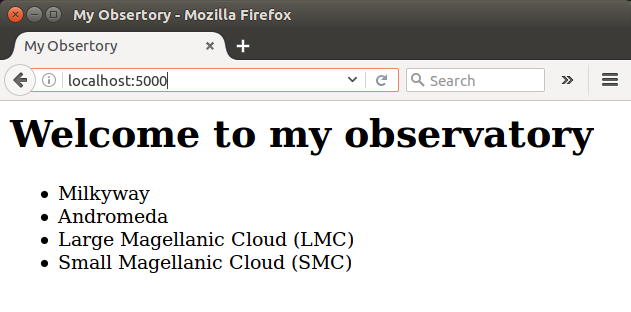 My Obsertory - Mozilla Firefox
My Obsertory
localhost:5000
Search
Welcome to my observatory
Milkyway
Andromeda
Large Magellanic Cloud (LMC)
Small Magellanic Cloud (SMC)